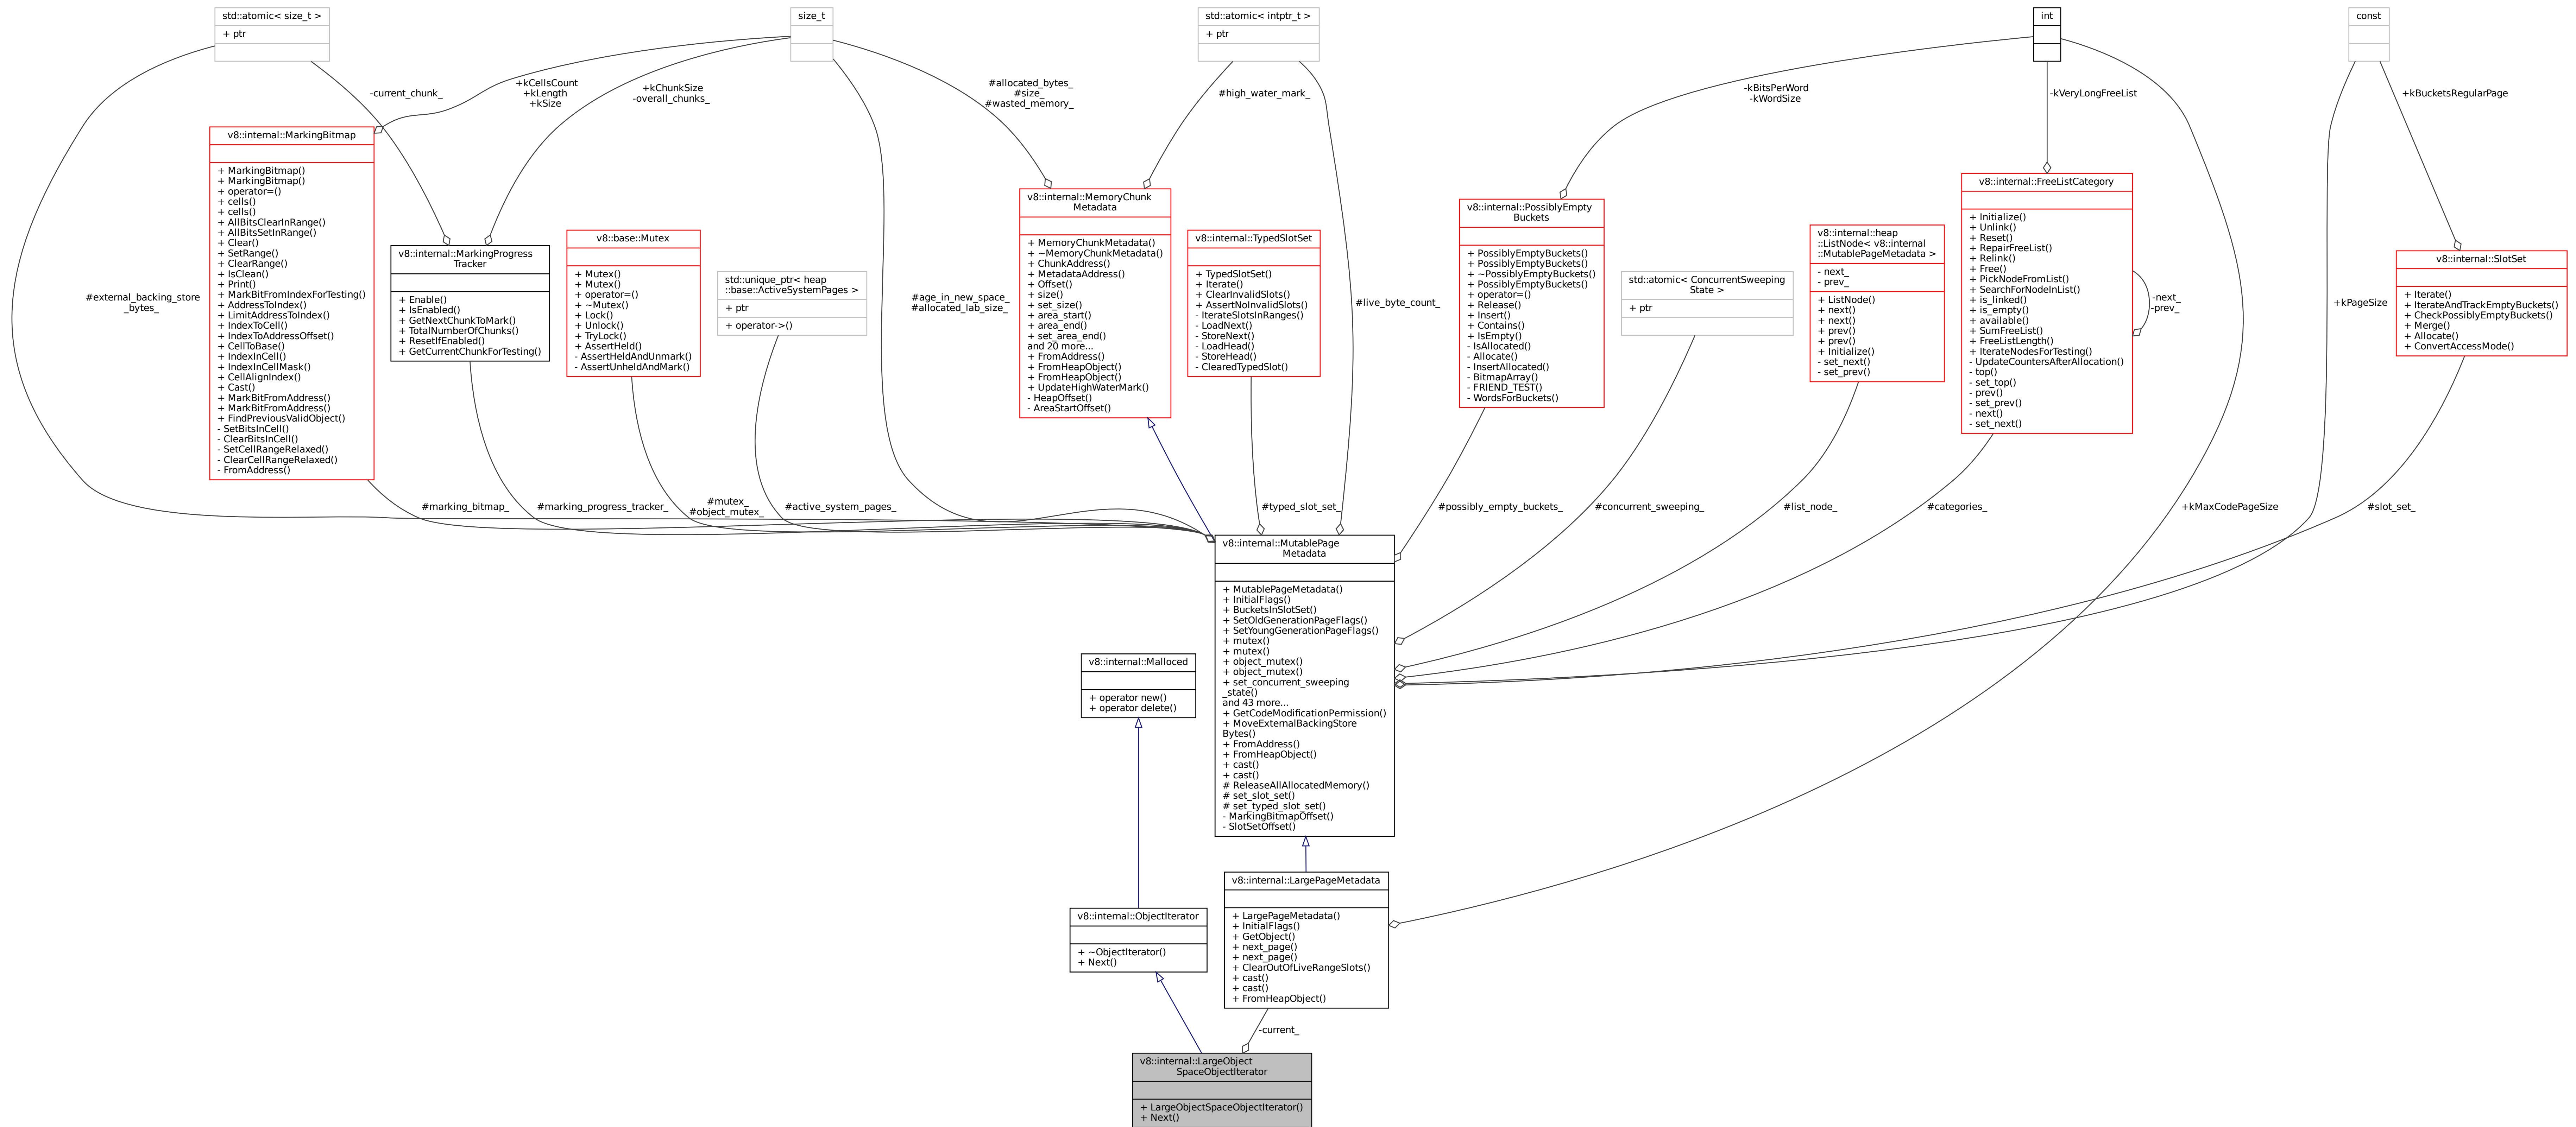 std::atomic< size_t >
+ ptr
size_t
std::atomic< intptr_t >
+ ptr
int
const
-current_chunk_
+kCellsCount
+kLength
+kSize
+kChunkSize
-overall_chunks_
#allocated_bytes_
#size_
#wasted_memory_
#high_water_mark_
-kBitsPerWord
-kWordSize
-kVeryLongFreeList
+kBucketsRegularPage
v8::internal::MarkingBitmap
+ MarkingBitmap()
+ MarkingBitmap()
+ operator=()
+ cells()
+ cells()
+ AllBitsClearInRange()
+ AllBitsSetInRange()
+ Clear()
+ SetRange()
+ ClearRange()
+ IsClean()
+ Print()
+ MarkBitFromIndexForTesting()
+ AddressToIndex()
+ LimitAddressToIndex()
+ IndexToCell()
+ IndexToAddressOffset()
+ CellToBase()
+ IndexInCell()
+ IndexInCellMask()
+ CellAlignIndex()
+ Cast()
+ MarkBitFromAddress()
+ MarkBitFromAddress()
+ FindPreviousValidObject()
- SetBitsInCell()
- ClearBitsInCell()
- SetCellRangeRelaxed()
- ClearCellRangeRelaxed()
- FromAddress()
v8::internal::MarkingProgress
Tracker
+ Enable()
+ IsEnabled()
+ GetNextChunkToMark()
+ TotalNumberOfChunks()
+ ResetIfEnabled()
+ GetCurrentChunkForTesting()
v8::base::Mutex
+ Mutex()
+ Mutex()
+ operator=()
+ ~Mutex()
+ Lock()
+ Unlock()
+ TryLock()
+ AssertHeld()
- AssertHeldAndUnmark()
- AssertUnheldAndMark()
std::unique_ptr< heap
::base::ActiveSystemPages >
+ ptr
+ operator->()
v8::internal::MemoryChunk
Metadata
+ MemoryChunkMetadata()
+ ~MemoryChunkMetadata()
+ ChunkAddress()
+ MetadataAddress()
+ Offset()
+ size()
+ set_size()
+ area_start()
+ area_end()
+ set_area_end()
and 20 more...
+ FromAddress()
+ FromHeapObject()
+ FromHeapObject()
+ UpdateHighWaterMark()
- HeapOffset()
- AreaStartOffset()
v8::internal::TypedSlotSet
+ TypedSlotSet()
+ Iterate()
+ ClearInvalidSlots()
+ AssertNoInvalidSlots()
- IterateSlotsInRanges()
- LoadNext()
- StoreNext()
- LoadHead()
- StoreHead()
- ClearedTypedSlot()
v8::internal::PossiblyEmpty
Buckets
+ PossiblyEmptyBuckets()
+ PossiblyEmptyBuckets()
+ ~PossiblyEmptyBuckets()
+ PossiblyEmptyBuckets()
+ operator=()
+ Release()
+ Insert()
+ Contains()
+ IsEmpty()
- IsAllocated()
- Allocate()
- InsertAllocated()
- BitmapArray()
- FRIEND_TEST()
- WordsForBuckets()
std::atomic< ConcurrentSweeping
State >
+ ptr
v8::internal::heap
::ListNode< v8::internal
::MutablePageMetadata >
- next_
- prev_
+ ListNode()
+ next()
+ next()
+ prev()
+ prev()
+ Initialize()
- set_next()
- set_prev()
v8::internal::FreeListCategory
+ Initialize()
+ Unlink()
+ Reset()
+ RepairFreeList()
+ Relink()
+ Free()
+ PickNodeFromList()
+ SearchForNodeInList()
+ is_linked()
+ is_empty()
+ available()
+ SumFreeList()
+ FreeListLength()
+ IterateNodesForTesting()
- UpdateCountersAfterAllocation()
- top()
- set_top()
- prev()
- set_prev()
- next()
- set_next()
-next_
-prev_
v8::internal::SlotSet
+ Iterate()
+ IterateAndTrackEmptyBuckets()
+ CheckPossiblyEmptyBuckets()
+ Merge()
+ Allocate()
+ ConvertAccessMode()
#external_backing_store
_bytes_
#age_in_new_space_
#allocated_lab_size_
#live_byte_count_
+kPageSize
#marking_bitmap_
#marking_progress_tracker_
#mutex_
#object_mutex_
#active_system_pages_
#typed_slot_set_
#possibly_empty_buckets_
#concurrent_sweeping_
#list_node_
#categories_
+kMaxCodePageSize
#slot_set_
v8::internal::MutablePage
Metadata
+ MutablePageMetadata()
+ InitialFlags()
+ BucketsInSlotSet()
+ SetOldGenerationPageFlags()
+ SetYoungGenerationPageFlags()
+ mutex()
+ mutex()
+ object_mutex()
+ object_mutex()
+ set_concurrent_sweeping
_state()
and 43 more...
+ GetCodeModificationPermission()
+ MoveExternalBackingStore
Bytes()
+ FromAddress()
+ FromHeapObject()
+ cast()
+ cast()
# ReleaseAllAllocatedMemory()
# set_slot_set()
# set_typed_slot_set()
- MarkingBitmapOffset()
- SlotSetOffset()
v8::internal::Malloced
+ operator new()
+ operator delete()
v8::internal::LargePageMetadata
+ LargePageMetadata()
+ InitialFlags()
+ GetObject()
+ next_page()
+ next_page()
+ ClearOutOfLiveRangeSlots()
+ cast()
+ cast()
+ FromHeapObject()
v8::internal::ObjectIterator
+ ~ObjectIterator()
+ Next()
-current_
v8::internal::LargeObject
SpaceObjectIterator
+ LargeObjectSpaceObjectIterator()
+ Next()